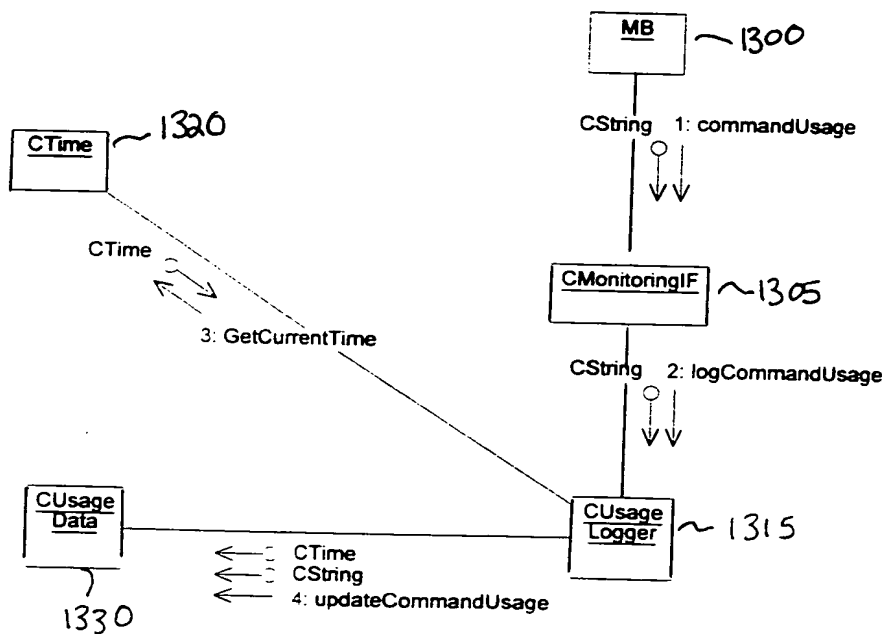 MB
1300
CString 1: commandUsage
1320
CTime
CTime
3: GetCurrentTime
CMonitoringIF
1305
CString 2: logCommandUsage
CUsage
Data
1330
CUsage
Logger
1315
CTime
CString
4: updateCommandUsage